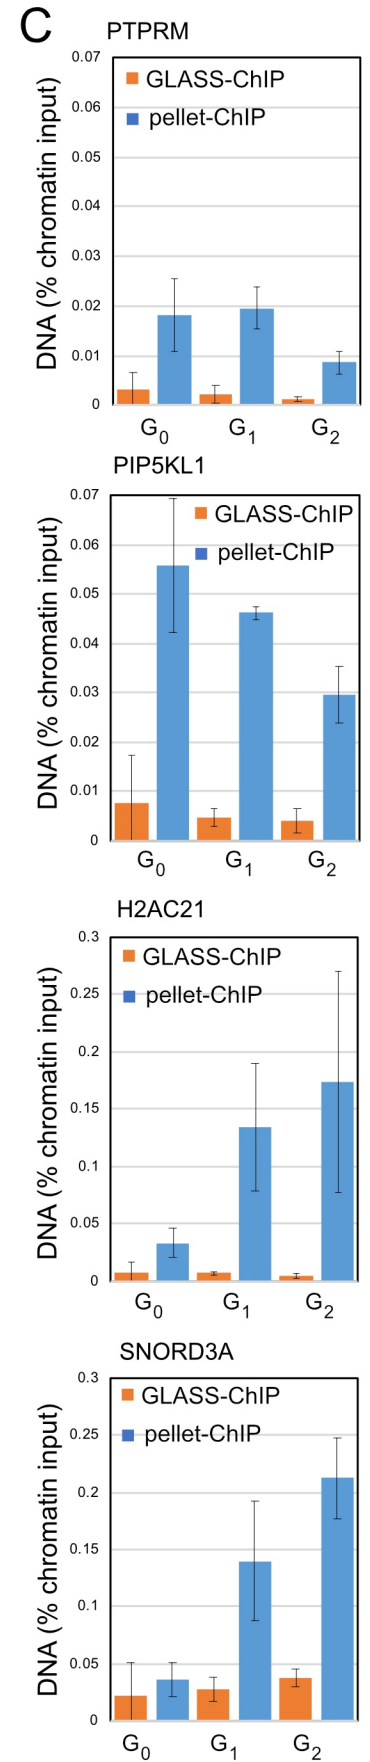 C
PTPRM
DNA (% chromatin input)
0.07
0.06
0.05
0.04
0.03
0.02
0.01
0
GLASS-ChIP
pellet-ChIP
G0 G1 G2
PIP5KL1
DNA (% chromatin input)
0.07
0.06
0.05
0.04
0.03
0.02
0.01
0
GLASS-ChIP
pellet-ChIP
G0 G1 G2
H2AC21
DNA (% chromatin input)
0.3
0.25
0.2
0.15
0.1
0.05
0
GLASS-ChIP
pellet-ChIP
G0 G1 G2
SNORD3A
DNA (% chromatin input)
0.3
0.25
0.2
0.15
0.1
0.05
0
GLASS-ChIP
pellet-ChIP
G0 G1 G2